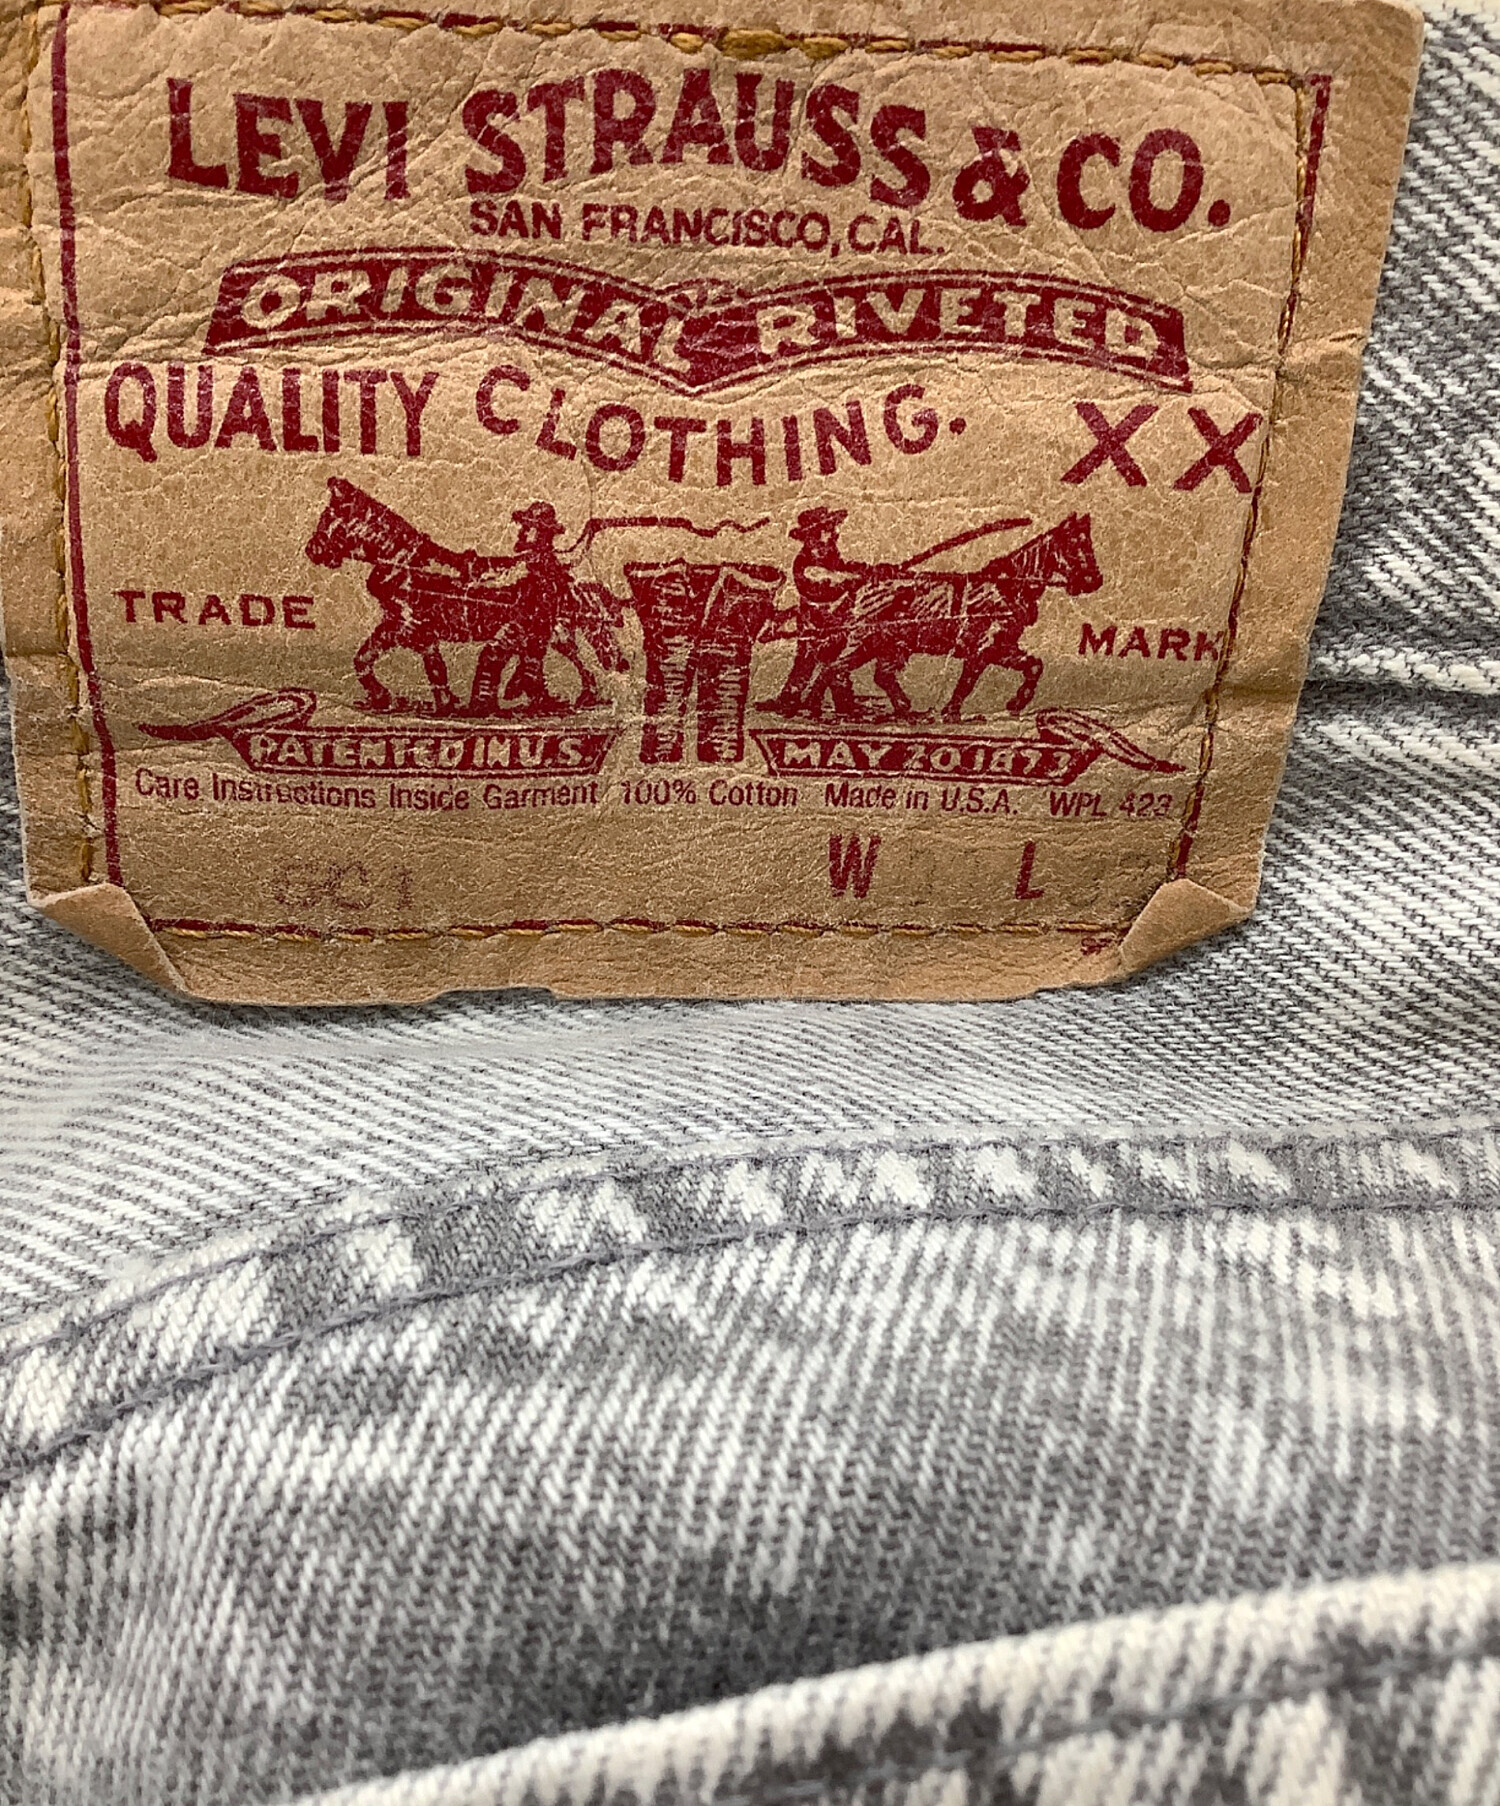 LEVI STRAUSS & CO.
SAN FRANCISCO, CAL.
ORIGINAL RIVETED
QUALITY CLOTHING. XX
TRADE MARK
PATENTED IN U.S. MAY 20 1873
Care Instructions Inside Garment 100% Cotton Made in U.S.A. WPL 423
W L